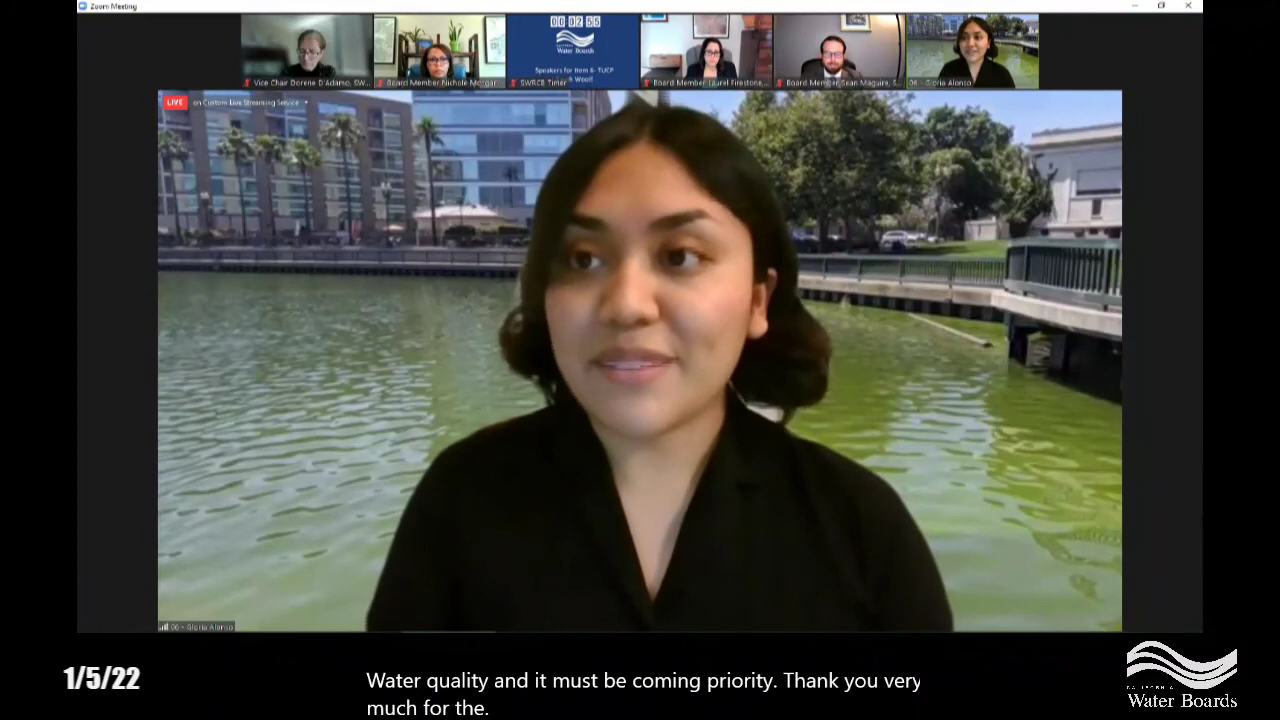 Zoom Meeting
00 02 55
Water Boards
Speakers for Item 6- TUCP
& Woolf
Vice Chair Dorene D'Adamo, SW...
Board Member Nichole Morgan
SWRCB Timer
Board Member Laurel Firestone,...
Board Member Sean Maguire, S...
06 - Gloria Alonso
LIVE on Custom Live Streaming Service
06 - Gloria Alonso
1/5/22
Water quality and it must be coming priority. Thank you very
much for the.
CALIFORNIA
Water Boards